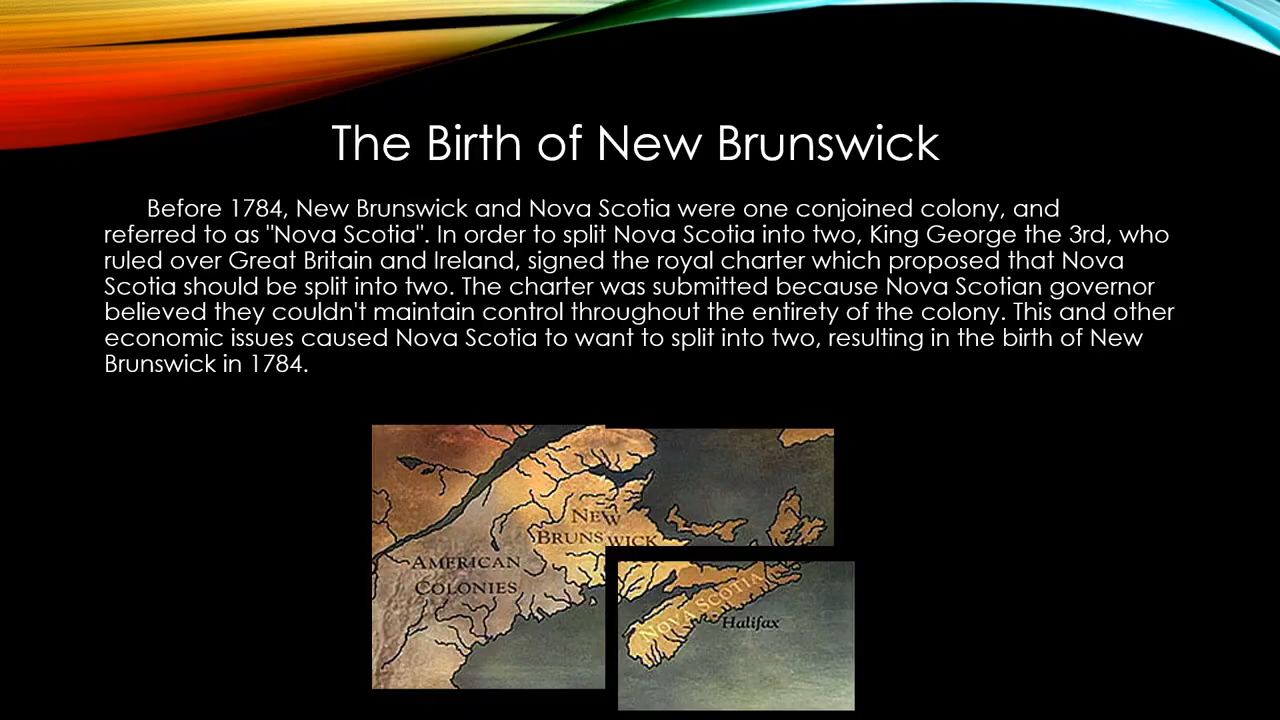 The Birth of New Brunswick
Before 1784, New Brunswick and Nova Scotia were one conjoined colony, and
referred to as "Nova Scotia". In order to split Nova Scotia into two, King George the 3rd, who
ruled over Great Britain and Ireland, signed the royal charter which proposed that Nova
Scotia should be split into two. The charter was submitted because Nova Scotian governor
believed they couldn't maintain control throughout the entirety of the colony. This and other
economic issues caused Nova Scotia to want to split into two, resulting in the birth of New
Brunswick in 1784.
NEW
BRUNSWICK
AMERICAN
COLONIES
NOVA SCOTIA
Halifax